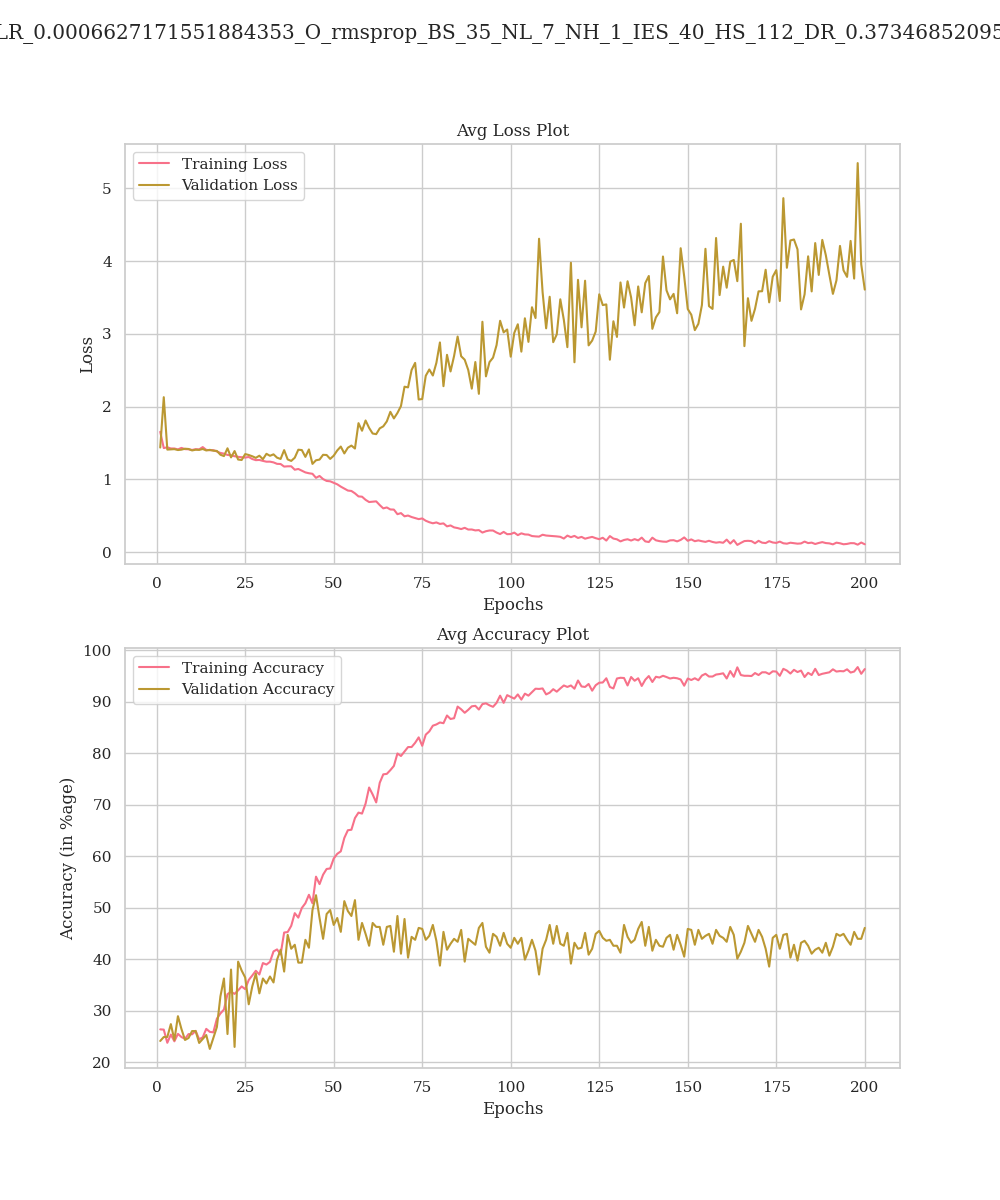 LR_0.0006627171551884353_O_rmsprop_BS_35_NL_7_NH_1_IES_40_HS_112_DR_0.37346852095
Avg Loss Plot
Training Loss
Validation Loss
5
4
3
2
1
0
Loss
0 25 50 75 100 125 150 175 200
Epochs
Avg Accuracy Plot
Training Accuracy
Validation Accuracy
100
90
80
70
60
50
40
30
20
Accuracy (in %age)
0 25 50 75 100 125 150 175 200
Epochs